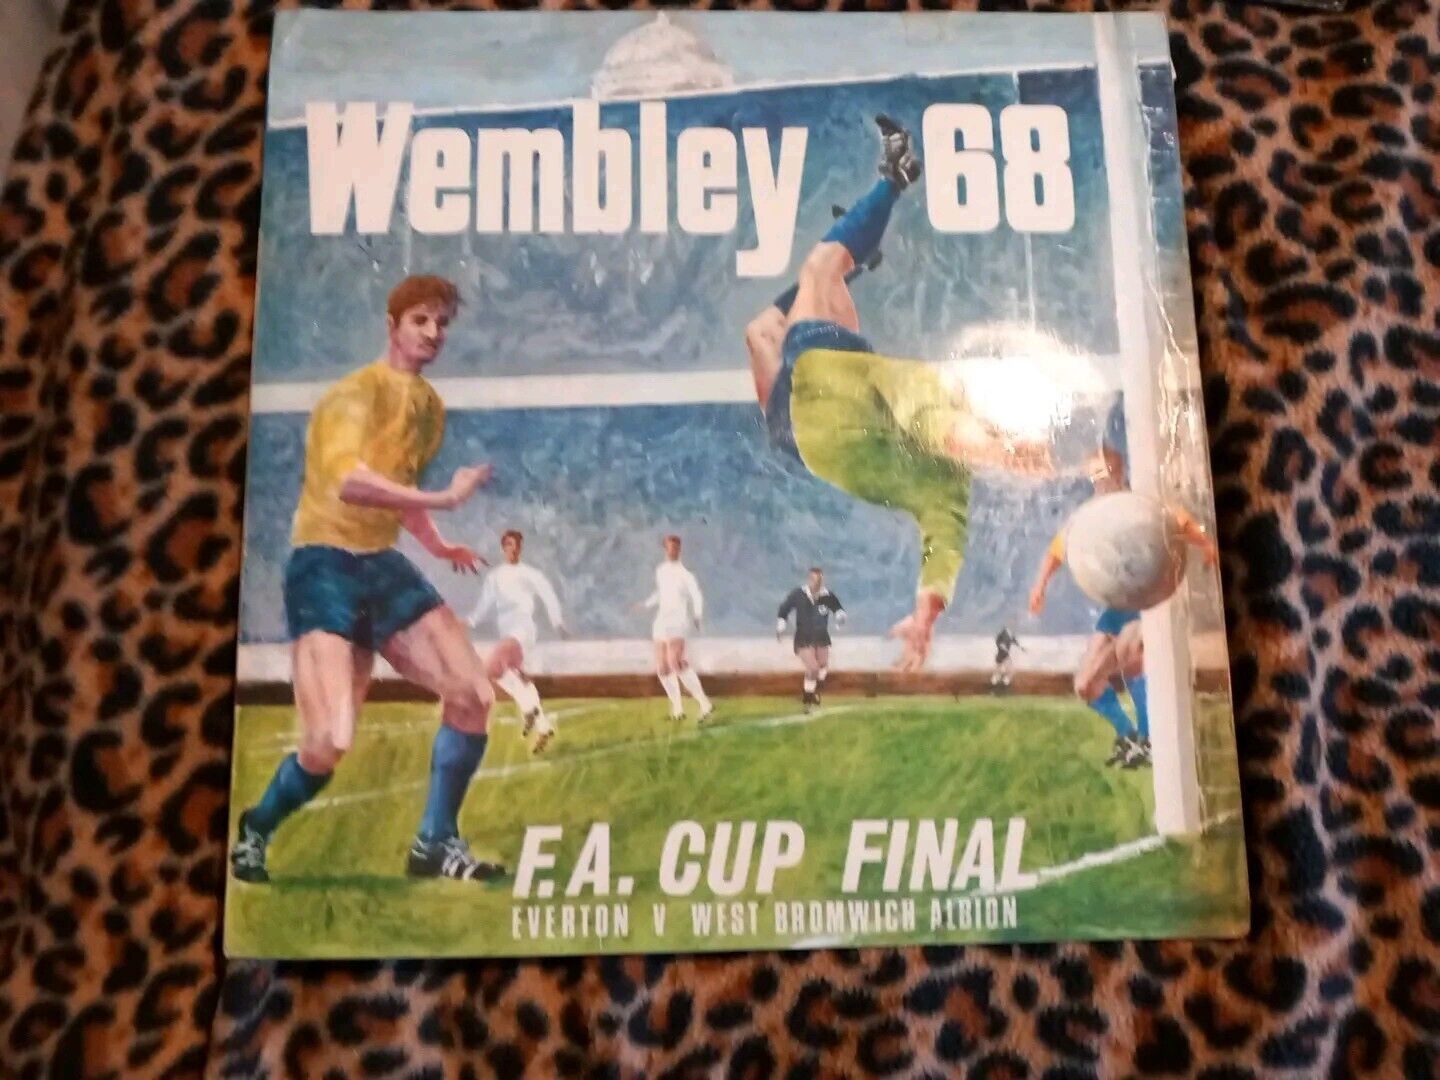 Wembley 68
F.A. CUP FINAL
EVERTON V WEST BROMWICH ALBION